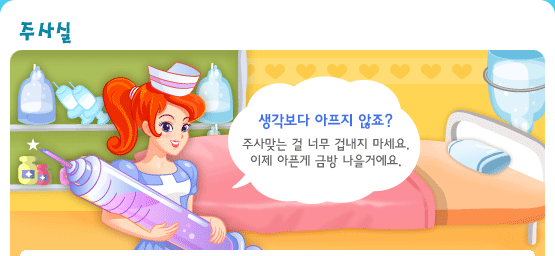 주사실
생각보다 아프지 않죠?
주사맞는 걸 너무 겁내지 마세요.
이제 아픈게 금방 나을거에요.